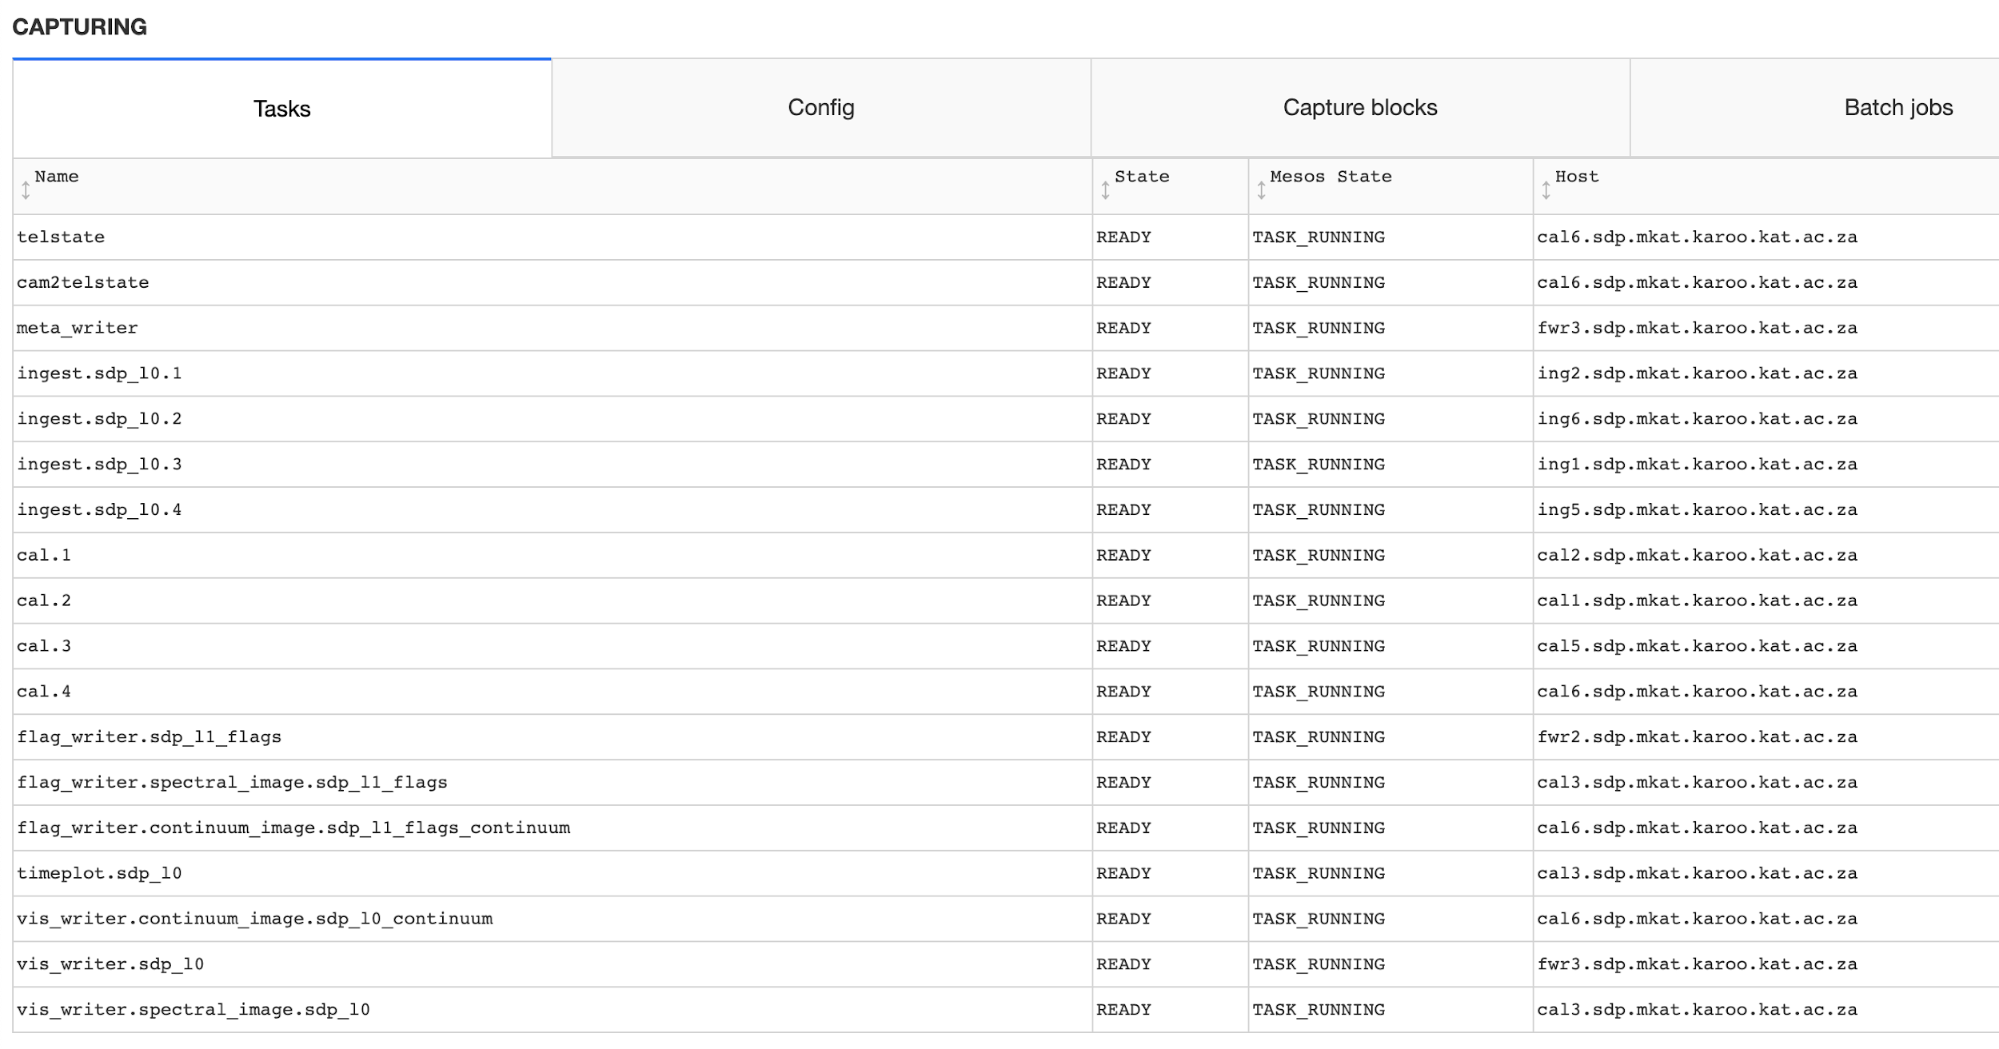 CAPTURING
Tasks Config Capture blocks Batch jobs
Name State Mesos State Host
telstate READY TASK_RUNNING cal6.sdp.mkat.karoo.kat.ac.za
cam2telstate READY TASK_RUNNING cal6.sdp.mkat.karoo.kat.ac.za
meta_writer READY TASK_RUNNING fwr3.sdp.mkat.karoo.kat.ac.za
ingest.sdp_l0.1 READY TASK_RUNNING ing2.sdp.mkat.karoo.kat.ac.za
ingest.sdp_l0.2 READY TASK_RUNNING ing6.sdp.mkat.karoo.kat.ac.za
ingest.sdp_l0.3 READY TASK_RUNNING ing1.sdp.mkat.karoo.kat.ac.za
ingest.sdp_l0.4 READY TASK_RUNNING ing5.sdp.mkat.karoo.kat.ac.za
cal.1 READY TASK_RUNNING cal2.sdp.mkat.karoo.kat.ac.za
cal.2 READY TASK_RUNNING cal1.sdp.mkat.karoo.kat.ac.za
cal.3 READY TASK_RUNNING cal5.sdp.mkat.karoo.kat.ac.za
cal.4 READY TASK_RUNNING cal6.sdp.mkat.karoo.kat.ac.za
flag_writer.sdp_l1_flags READY TASK_RUNNING fwr2.sdp.mkat.karoo.kat.ac.za
flag_writer.spectral_image.sdp_l1_flags READY TASK_RUNNING cal3.sdp.mkat.karoo.kat.ac.za
flag_writer.continuum_image.sdp_l1_flags_continuum READY TASK_RUNNING cal6.sdp.mkat.karoo.kat.ac.za
timeplot.sdp_l0 READY TASK_RUNNING cal3.sdp.mkat.karoo.kat.ac.za
vis_writer.continuum_image.sdp_l0_continuum READY TASK_RUNNING cal6.sdp.mkat.karoo.kat.ac.za
vis_writer.sdp_l0 READY TASK_RUNNING fwr3.sdp.mkat.karoo.kat.ac.za
vis_writer.spectral_image.sdp_l0 READY TASK_RUNNING cal3.sdp.mkat.karoo.kat.ac.za